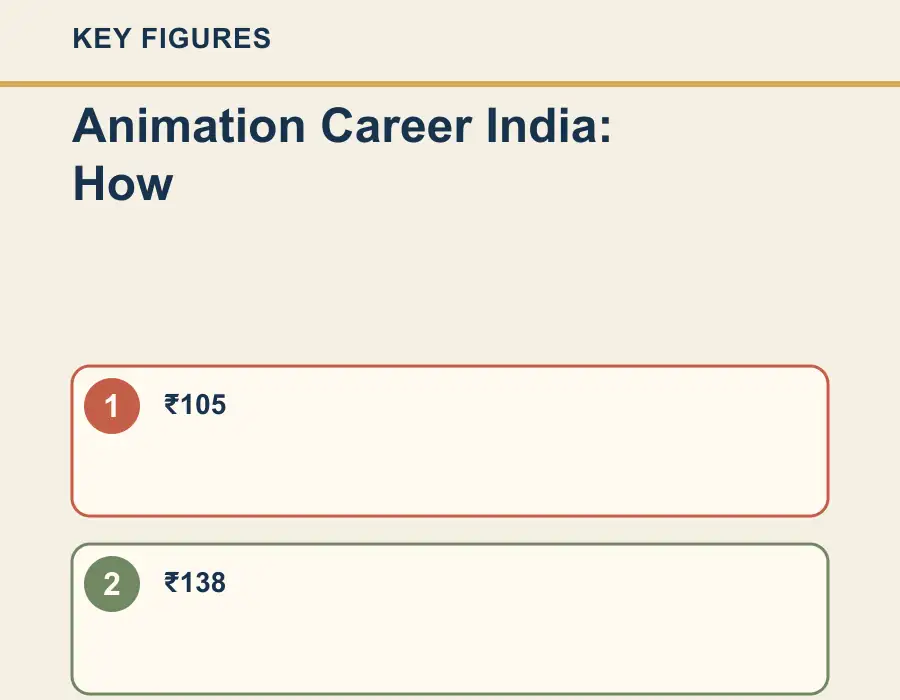 KEY FIGURES
Animation Career India:
How
1 ₹105
2 ₹138